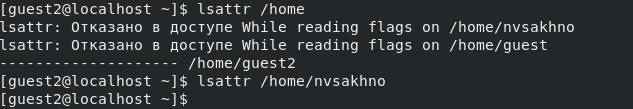 [guest2@localhost ~]$ lsattr /home
lsattr: Отказано в доступе While reading flags on /home/nvsakhno
lsattr: Отказано в доступе While reading flags on /home/guest
-------------------- /home/guest2
[guest2@localhost ~]$ lsattr /home/nvsakhno
[guest2@localhost ~]$